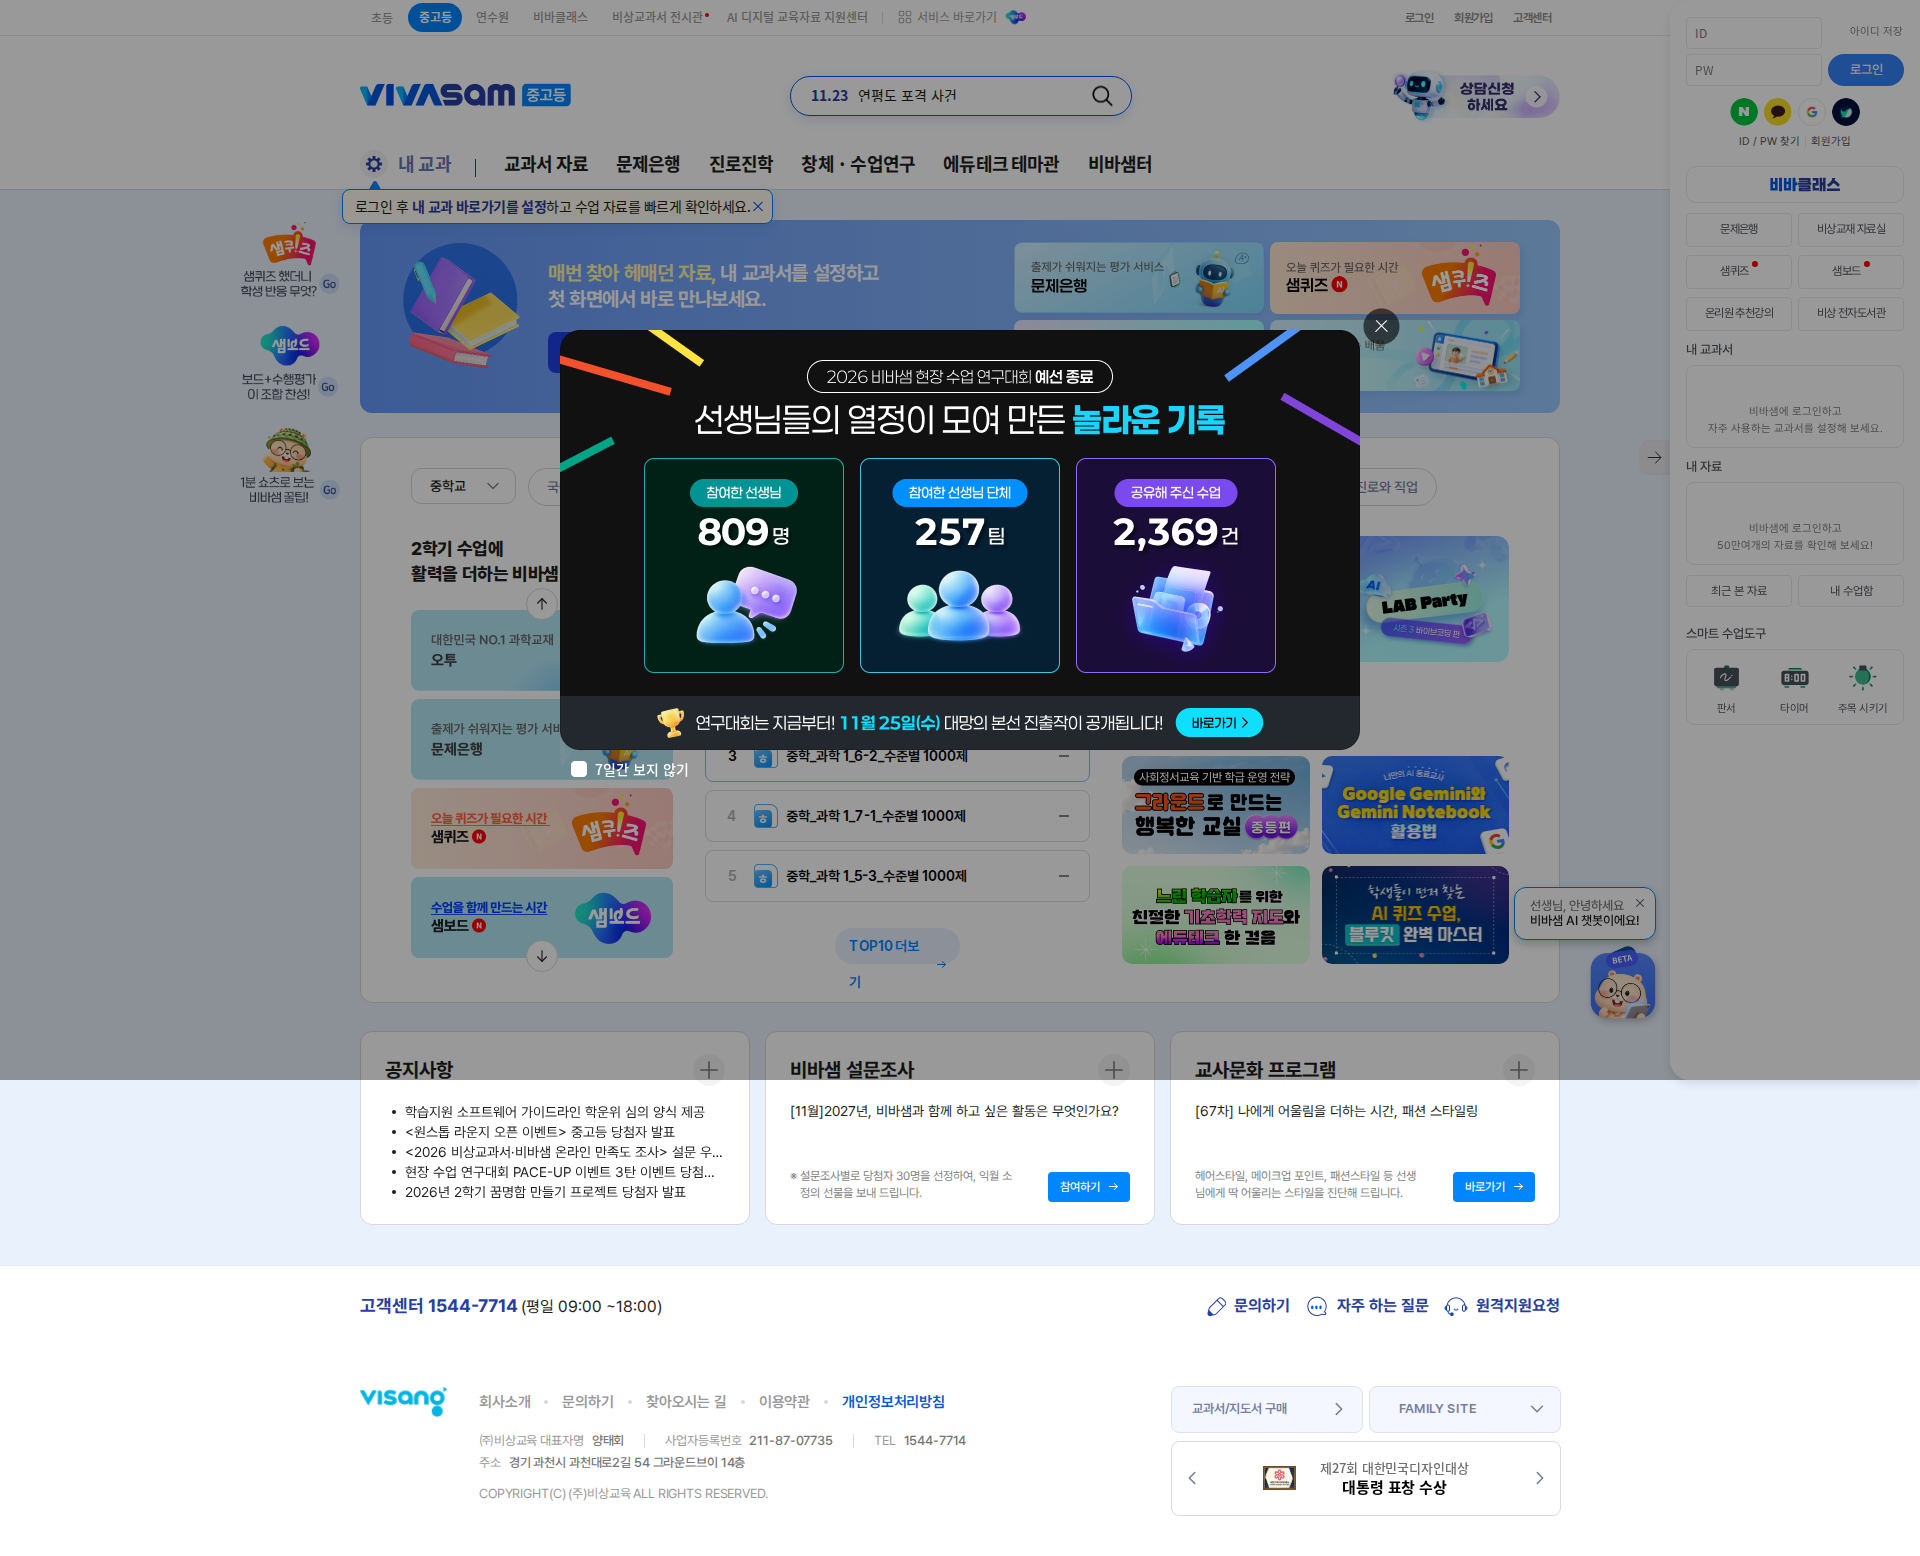 초등
중고등
연수원
비바클래스
비상교과서 전시관
AI 디지털 교육자료 지원센터
서비스 바로가기
샘보드
로그인
회원가입
고객센터
VIVASAM 중고등
11.23 연평도 포격 사건
상담신청
하세요
내 교과
교과서 자료
문제은행
진로진학
창체 · 수업연구
에듀테크 테마관
비바샘터
로그인 후 내 교과 바로가기를 설정하고 수업 자료를 빠르게 확인하세요.
샘퀴즈
샘퀴즈 했더니
학생 반응 무엇?
Go
샘보드
보드+수행평가
이 조합 찬성!
Go
1분 쇼츠로 보는
비바샘 꿀팁!
Go
매번 찾아 헤매던 자료, 내 교과서를 설정하고
첫 화면에서 바로 만나보세요.
출제가 쉬워지는 평가 서비스
문제은행
오늘 퀴즈가 필요한 시간
샘퀴즈 N
샘퀴즈
배움
2026 비바샘 현장 수업 연구대회 예선 종료
선생님들의 열정이 모여 만든 놀라운 기록
참여한 선생님
809명
참여한 선생님 단체
257팀
공유해 주신 수업
2,369건
연구대회는 지금부터! 11월 25일(수) 대망의 본선 진출작이 공개됩니다!
바로가기
7일간 보지 않기
중학교
국
진로와 직업
2학기 수업에
활력을 더하는 비바샘
대한민국 NO.1 과학교재
오투
출제가 쉬워지는 평가 서비
문제은행
오늘 퀴즈가 필요한 시간
샘퀴즈 N
샘퀴즈
수업을 함께 만드는 시간
샘보드 N
샘보드
3 중학_과학 1_6-2_수준별 1000제
4 중학_과학 1_7-1_수준별 1000제
5 중학_과학 1_5-3_수준별 1000제
TOP10 더보
기
AI
LAB Party
시즌 3 바이브코딩 편
사회정서교육 기반 학급 운영 전략
그라운드로 만드는
행복한 교실 중등편
나만의 AI 동료교사
Google Gemini와
Gemini Notebook
활용법
느린 학습자를 위한
친절한 기초학력 지도와
에듀테크 한 걸음
학생들이 먼저 찾는
AI 퀴즈 수업,
블루킷 완벽 마스터
선생님, 안녕하세요
비바샘 AI 챗봇이에요!
BETA
ID
아이디 저장
PW
로그인
ID / PW 찾기
회원가입
비바클래스
문제은행
비상교재 자료실
샘퀴즈
샘보드
온리원 추천강의
비상 전자도서관
내 교과서
비바샘에 로그인하고
자주 사용하는 교과서를 설정해 보세요.
내 자료
비바샘에 로그인하고
50만여개의 자료를 확인해 보세요!
최근 본 자료
내 수업함
스마트 수업도구
8:00
판서
타이머
주목 시키기
공지사항
• 학습지원 소프트웨어 가이드라인 학운위 심의 양식 제공
• <원스톱 라운지 오픈 이벤트> 중고등 당첨자 발표
• <2026 비상교과서·비바샘 온라인 만족도 조사> 설문 우...
• 현장 수업 연구대회 PACE-UP 이벤트 3탄 이벤트 당첨...
• 2026년 2학기 꿈명함 만들기 프로젝트 당첨자 발표
비바샘 설문조사
[11월]2027년, 비바샘과 함께 하고 싶은 활동은 무엇인가요?
※ 설문조사별로 당첨자 30명을 선정하여, 익월 소
정의 선물을 보내 드립니다.
참여하기
교사문화 프로그램
[67차] 나에게 어울림을 더하는 시간, 패션 스타일링
헤어스타일, 메이크업 포인트, 패션스타일 등 선생
님에게 딱 어울리는 스타일을 진단해 드립니다.
바로가기
고객센터 1544-7714 (평일 09:00 ~18:00)
문의하기
자주 하는 질문
원격지원요청
visang
회사소개 • 문의하기 • 찾아오시는 길 • 이용약관 • 개인정보처리방침
㈜비상교육 대표자명 양태회
사업자등록번호 211-87-07735
TEL 1544-7714
주소 경기 과천시 과천대로2길 54 그라운드브이 14층
COPYRIGHT(C) (주)비상교육 ALL RIGHTS RESERVED.
교과서/지도서 구매
FAMILY SITE
제27회 대한민국디자인대상
대통령 표창 수상